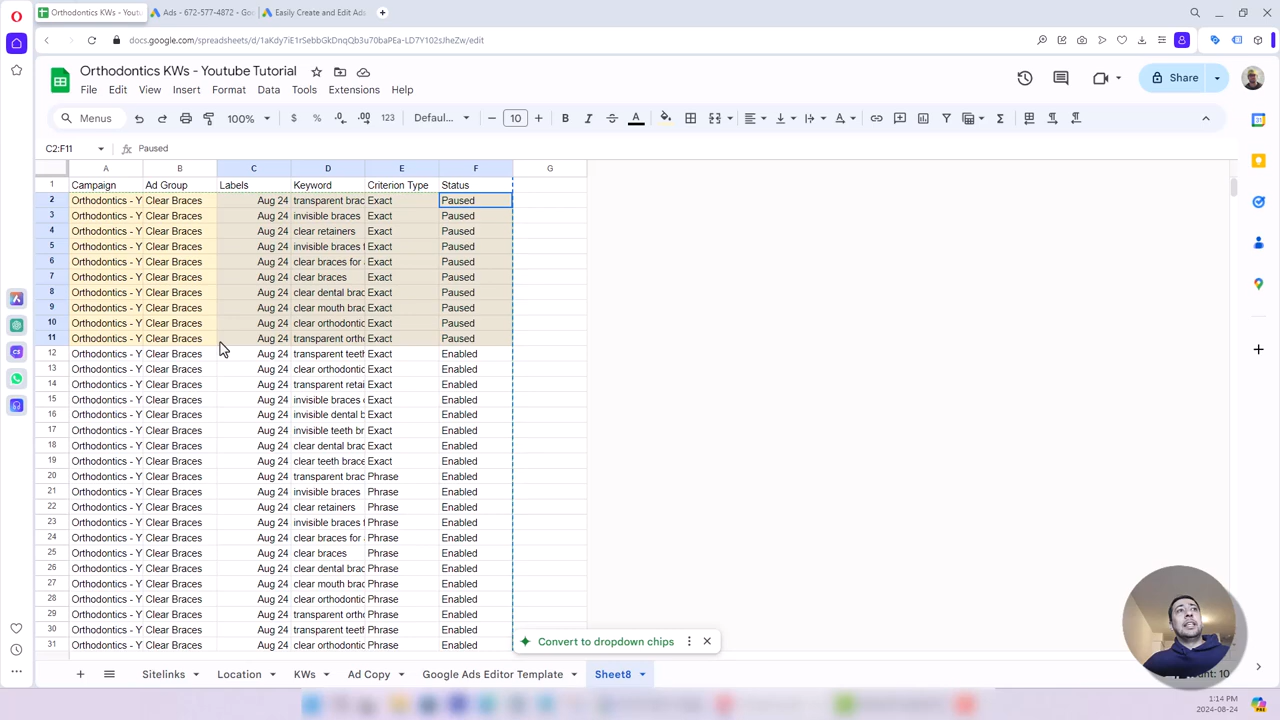 Orthodontics KWs - Yout
Ads - 672-577-4872 - Go
Easily Create and Edit Ads
docs.google.com/spreadsheets/d/1aKdy7iE1rSebbGkDnqQb3u70baPEa-LD7Y102sJheZw/edit
Orthodontics KWs - Youtube Tutorial
File Edit View Insert Format Data Tools Extensions Help
Share
Menus 100% $ % .0 .00 123 Defaul... 10 B I A
C2:F11 Paused
A B C D E F G
1 Campaign Ad Group Labels Keyword Criterion Type Status
2 Orthodontics - Y Clear Braces Aug 24 transparent brac Exact Paused
3 Orthodontics - Y Clear Braces Aug 24 invisible braces Exact Paused
4 Orthodontics - Y Clear Braces Aug 24 clear retainers Exact Paused
5 Orthodontics - Y Clear Braces Aug 24 invisible braces f Exact Paused
6 Orthodontics - Y Clear Braces Aug 24 clear braces for Exact Paused
7 Orthodontics - Y Clear Braces Aug 24 clear braces Exact Paused
8 Orthodontics - Y Clear Braces Aug 24 clear dental brac Exact Paused
9 Orthodontics - Y Clear Braces Aug 24 clear mouth brac Exact Paused
10 Orthodontics - Y Clear Braces Aug 24 clear orthodontic Exact Paused
11 Orthodontics - Y Clear Braces Aug 24 transparent ortho Exact Paused
12 Orthodontics - Y Clear Braces Aug 24 transparent teeth Exact Enabled
13 Orthodontics - Y Clear Braces Aug 24 clear orthodontic Exact Enabled
14 Orthodontics - Y Clear Braces Aug 24 transparent retai Exact Enabled
15 Orthodontics - Y Clear Braces Aug 24 invisible braces c Exact Enabled
16 Orthodontics - Y Clear Braces Aug 24 invisible dental b Exact Enabled
17 Orthodontics - Y Clear Braces Aug 24 invisible teeth br Exact Enabled
18 Orthodontics - Y Clear Braces Aug 24 clear dental brac Exact Enabled
19 Orthodontics - Y Clear Braces Aug 24 clear teeth brace Exact Enabled
20 Orthodontics - Y Clear Braces Aug 24 transparent brac Phrase Enabled
21 Orthodontics - Y Clear Braces Aug 24 invisible braces Phrase Enabled
22 Orthodontics - Y Clear Braces Aug 24 clear retainers Phrase Enabled
23 Orthodontics - Y Clear Braces Aug 24 invisible braces f Phrase Enabled
24 Orthodontics - Y Clear Braces Aug 24 clear braces for Phrase Enabled
25 Orthodontics - Y Clear Braces Aug 24 clear braces Phrase Enabled
26 Orthodontics - Y Clear Braces Aug 24 clear dental brac Phrase Enabled
27 Orthodontics - Y Clear Braces Aug 24 clear mouth brac Phrase Enabled
28 Orthodontics - Y Clear Braces Aug 24 clear orthodontic Phrase Enabled
29 Orthodontics - Y Clear Braces Aug 24 transparent ortho Phrase Enabled
30 Orthodontics - Y Clear Braces Aug 24 transparent teeth Phrase Enabled
31 Orthodontics - Y Clear Braces Aug 24 clear orthodontic Phrase Enabled
Convert to dropdown chips
Sitelinks Location KWs Ad Copy Google Ads Editor Template Sheet8
10
1:14 PM
2024-08-24